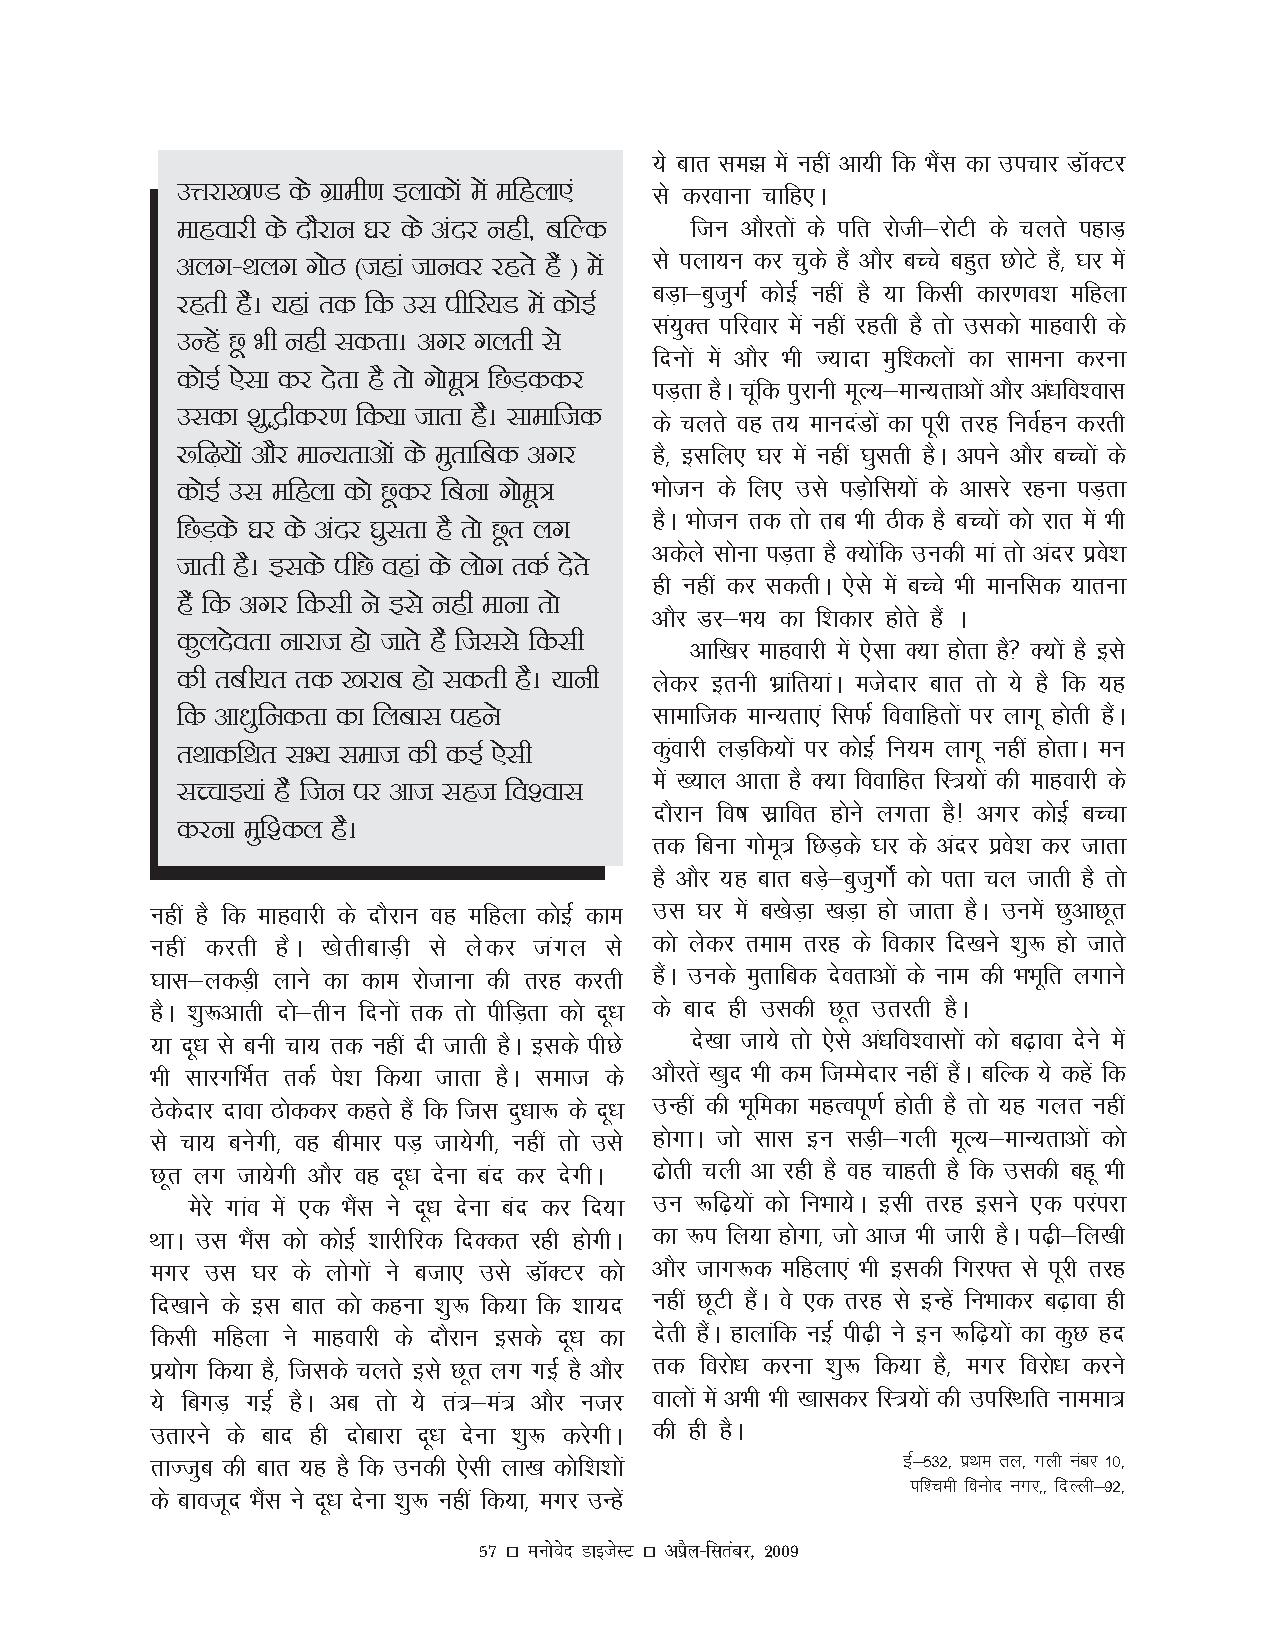 उत्तराखण्ड के ग्रामीण इलाकों में महिलाएं
माहवारी के दौरान घर के अंदर नही, बल्कि
अलग-थलग गोठ (जहां जानवर रहते हैं ) में
रहती हैं। यहां तक कि उस पीरियड में कोई
उन्हें छू भी नही सकता। अगर गलती से
कोई ऐसा कर देता है तो गोमूत्र छिड़ककर
उसका शुद्धीकरण किया जाता है। सामाजिक
रूढ़ियों और मान्यताओं के मुताबिक अगर
कोई उस महिला को छूकर बिना गोमूत्र
छिड़के घर के अंदर घुसता है तो छूत लग
जाती है। इसके पीछे वहां के लोग तर्क देते
हैं कि अगर किसी ने इसे नही माना तो
कुलदेवता नाराज हो जाते हैं जिससे किसी
की तबीयत तक खराब हो सकती है। यानी
कि आधुनिकता का लिबास पहने
तथाकथित सभ्य समाज की कई ऐसी
सच्चाइयां हैं जिन पर आज सहज विश्वास
करना मुश्किल है।
नहीं है कि माहवारी के दौरान वह महिला कोई काम
नहीं करती है। खेतीबाड़ी से लेकर जंगल से
घास–लकड़ी लाने का काम रोजाना की तरह करती
है। शुरूआती दो–तीन दिनों तक तो पीड़िता को दूध
या दूध से बनी चाय तक नहीं दी जाती है। इसके पीछे
भी सारगर्भित तर्क पेश किया जाता है। समाज के
ठेकेदार दावा ठोककर कहते हैं कि जिस दुधारू के दूध
से चाय बनेगी, वह बीमार पड़ जायेगी, नहीं तो उसे
छूत लग जायेगी और वह दूध देना बंद कर देगी।
मेरे गांव में एक भैंस ने दूध देना बंद कर दिया
था। उस भैंस को कोई शारीरिक दिक्कत रही होगी।
मगर उस घर के लोगों ने बजाए उसे डॉक्टर को
दिखाने के इस बात को कहना शुरू किया कि शायद
किसी महिला ने माहवारी के दौरान इसके दूध का
प्रयोग किया है, जिसके चलते इसे छूत लग गई है और
ये बिगड़ गई है। अब तो ये तंत्र–मंत्र और नजर
उतारने के बाद ही दोबारा दूध देना शुरू करेगी।
ताज्जुब की बात यह है कि उनकी ऐसी लाख कोशिशों
के बावजूद भैंस ने दूध देना शुरू नहीं किया, मगर उन्हें
ये बात समझ में नहीं आयी कि भैंस का उपचार डॉक्टर
से करवाना चाहिए।
जिन औरतों के पति रोजी–रोटी के चलते पहाड़
से पलायन कर चुके हैं और बच्चे बहुत छोटे हैं, घर में
बड़ा–बुजुर्ग कोई नहीं है या किसी कारणवश महिला
संयुक्त परिवार में नहीं रहती है तो उसको माहवारी के
दिनों में और भी ज्यादा मुश्किलों का सामना करना
पड़ता है। चूंकि पुरानी मूल्य–मान्यताओं और अंधविश्वास
के चलते वह तय मानदंडों का पूरी तरह निर्वहन करती
है, इसलिए घर में नहीं घुसती है। अपने और बच्चों के
भोजन के लिए उसे पड़ोसियों के आसरे रहना पड़ता
है। भोजन तक तो तब भी ठीक है बच्चों को रात में भी
अकेले सोना पड़ता है क्योंकि उनकी मां तो अंदर प्रवेश
ही नहीं कर सकती। ऐसे में बच्चे भी मानसिक यातना
और डर–भय का शिकार होते हैं ।
आखिर माहवारी में ऐसा क्या होता है? क्यों है इसे
लेकर इतनी भ्रांतियां। मजेदार बात तो ये है कि यह
सामाजिक मान्यताएं सिर्फ विवाहितों पर लागू होती हैं।
कुंवारी लड़कियों पर कोई नियम लागू नहीं होता। मन
में ख्याल आता है क्या विवाहित स्त्रियों की माहवारी के
दौरान विष स्रावित होने लगता है! अगर कोई बच्चा
तक बिना गोमूत्र छिड़के घर के अंदर प्रवेश कर जाता
है और यह बात बड़े–बुजुर्गों को पता चल जाती है तो
उस घर में बखेड़ा खड़ा हो जाता है। उनमें छुआछूत
को लेकर तमाम तरह के विकार दिखने शुरू हो जाते
हैं। उनके मुताबिक देवताओं के नाम की भभूति लगाने
के बाद ही उसकी छूत उतरती है।
देखा जाये तो ऐसे अंधविश्वासों को बढ़ावा देने में
औरतें खुद भी कम जिम्मेदार नहीं हैं। बल्कि ये कहें कि
उन्हीं की भूमिका महत्वपूर्ण होती है तो यह गलत नहीं
होगा। जो सास इन सड़ी–गली मूल्य–मान्यताओं को
ढोती चली आ रही है वह चाहती है कि उसकी बहू भी
उन रूढ़ियों को निभाये। इसी तरह इसने एक परंपरा
का रूप लिया होगा, जो आज भी जारी है। पढ़ी–लिखी
और जागरूक महिलाएं भी इसकी गिरफ्त से पूरी तरह
नहीं छूटी हैं। वे एक तरह से इन्हें निभाकर बढ़ावा ही
देती हैं। हालांकि नई पीढ़ी ने इन रूढ़ियों का कुछ हद
तक विरोध करना शुरू किया है, मगर विरोध करने
वालों में अभी भी खासकर स्त्रियों की उपस्थिति नाममात्र
की ही है।
ई–532, प्रथम तल, गली नंबर 10,
पश्चिमी विनोद नगर,, दिल्ली–92,
57 □ मनोवेद डाइजेस्ट □ अप्रैल-सितंबर, 2009